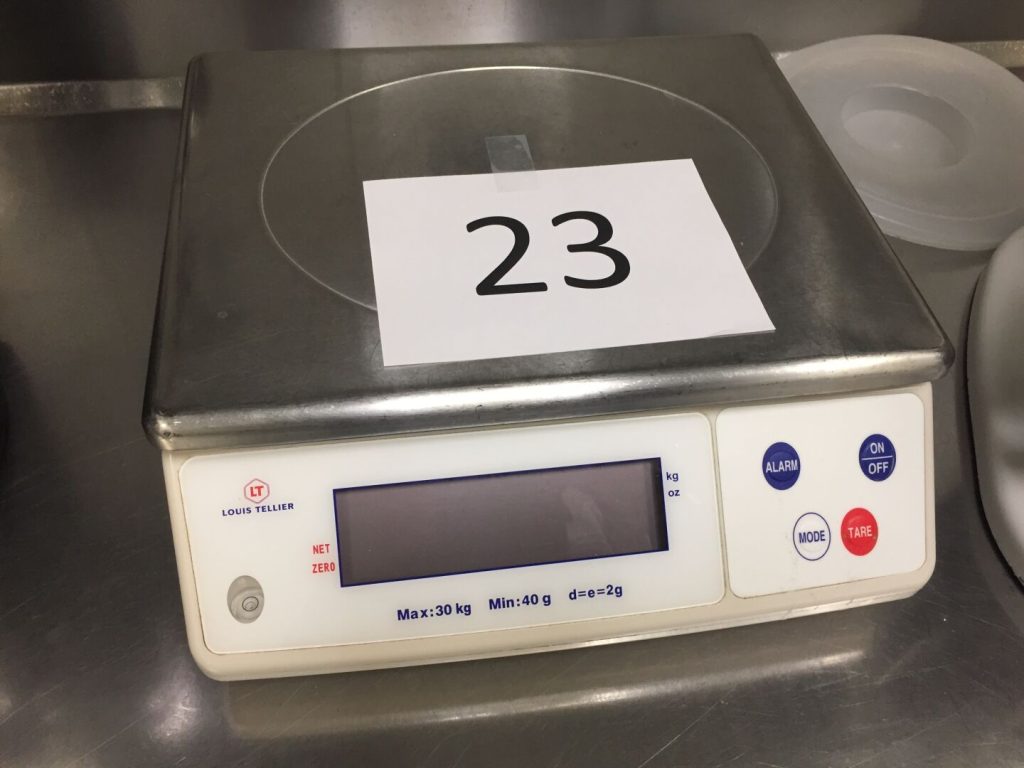 23
LT
LOUIS TELLIER
NET
ZERO
kg
oz
Max:30 kg Min:40 g d=e=2g
ALARM
ON
OFF
MODE
TARE